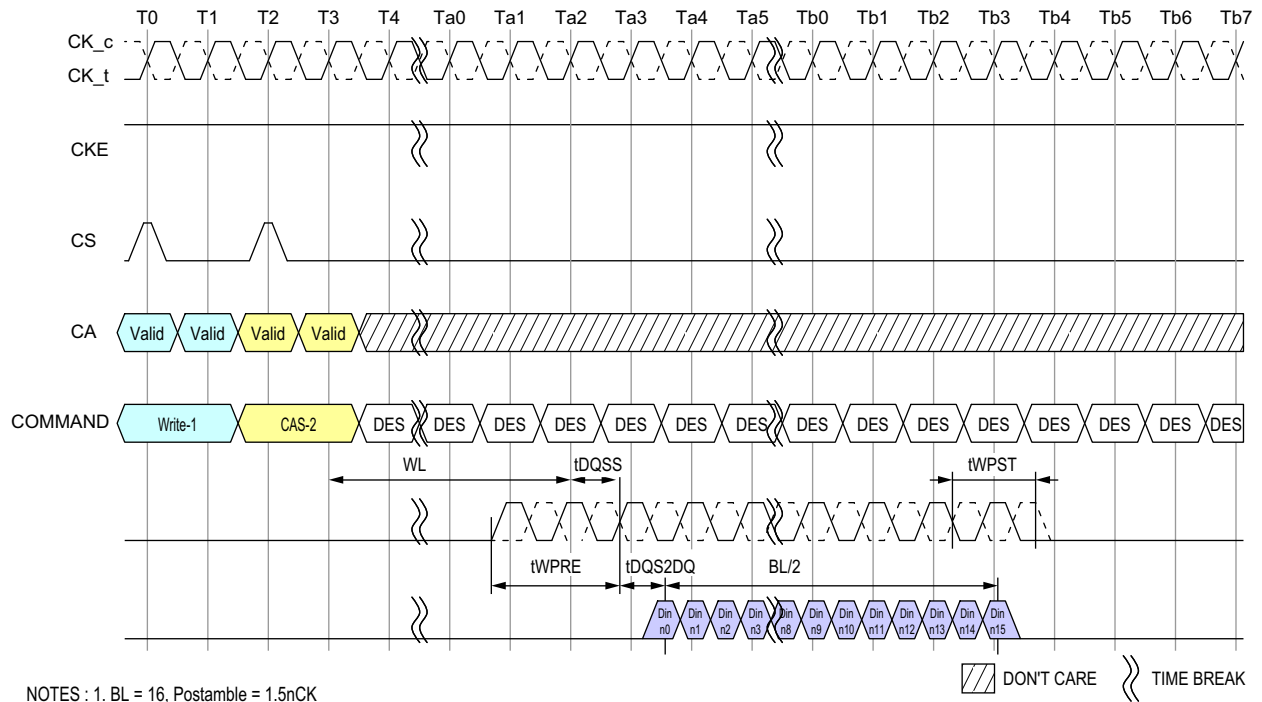 T0 T1 T2 T3 T4 Ta0 Ta1 Ta2 Ta3 Ta4 Ta5 Tb0 Tb1 Tb2 Tb3 Tb4 Tb5 Tb6 Tb7
CK_c
CK_t
CKE
CS
CA Valid Valid Valid Valid
COMMAND Write-1 CAS-2 DES DES DES DES DES DES DES DES DES DES DES DES DES DES DES
WL tDQSS tWPST
tWPRE tDQS2DQ BL/2
Din Din Din Din Din Din Din Din Din Din Din Din
n0 n1 n2 n3 n8 n9 n10 n11 n12 n13 n14 n15
DON'T CARE TIME BREAK
NOTES : 1. BL = 16, Postamble = 1.5nCK